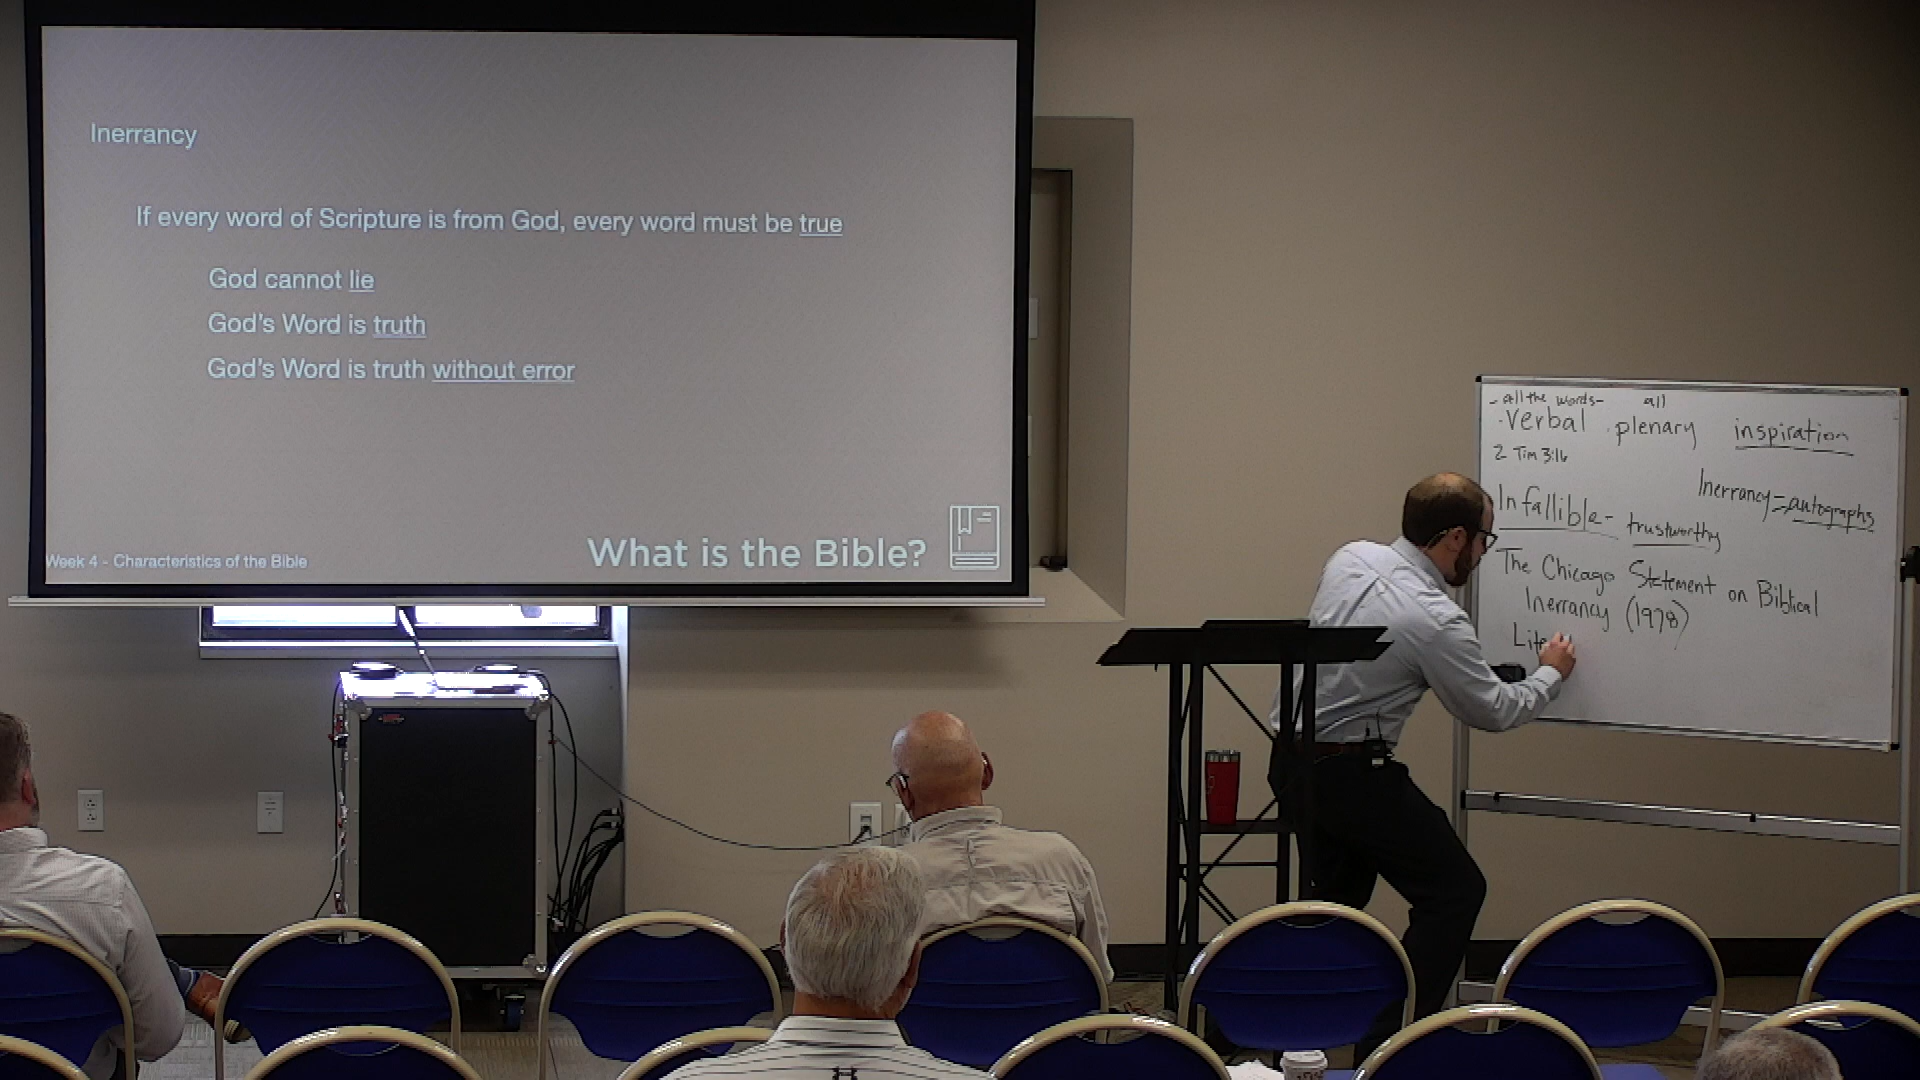 Inerrancy
If every word of Scripture is from God, every word must be true
God cannot lie
God's Word is truth
God's Word is truth without error
Week 4 - Characteristics of the Bible
What is the Bible?
- All the words - all
Verbal plenary inspiration
2 Tim 3:16
Inerrancy = autographs
Infallible - trustworthy
The Chicago Statement on Biblical
Inerrancy (1978)
Lite